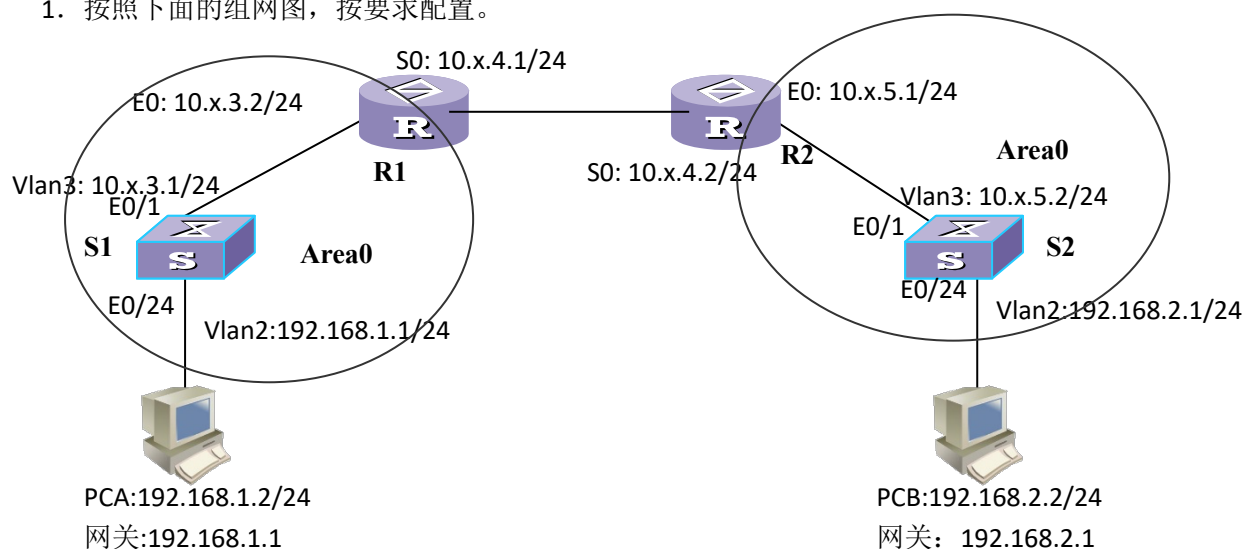 1. 按照下面的组网图，按要求配置。
S0: 10.x.4.1/24
E0: 10.x.3.2/24
E0: 10.x.5.1/24
R
R
R1
R2
S0: 10.x.4.2/24
Area0
Vlan3: 10.x.3.1/24
Vlan3: 10.x.5.2/24
E0/1
E0/1
S1
S
Area0
S
S2
E0/24
E0/24
Vlan2:192.168.1.1/24
Vlan2:192.168.2.1/24
PCA:192.168.1.2/24
网关:192.168.1.1
PCB:192.168.2.2/24
网关：192.168.2.1